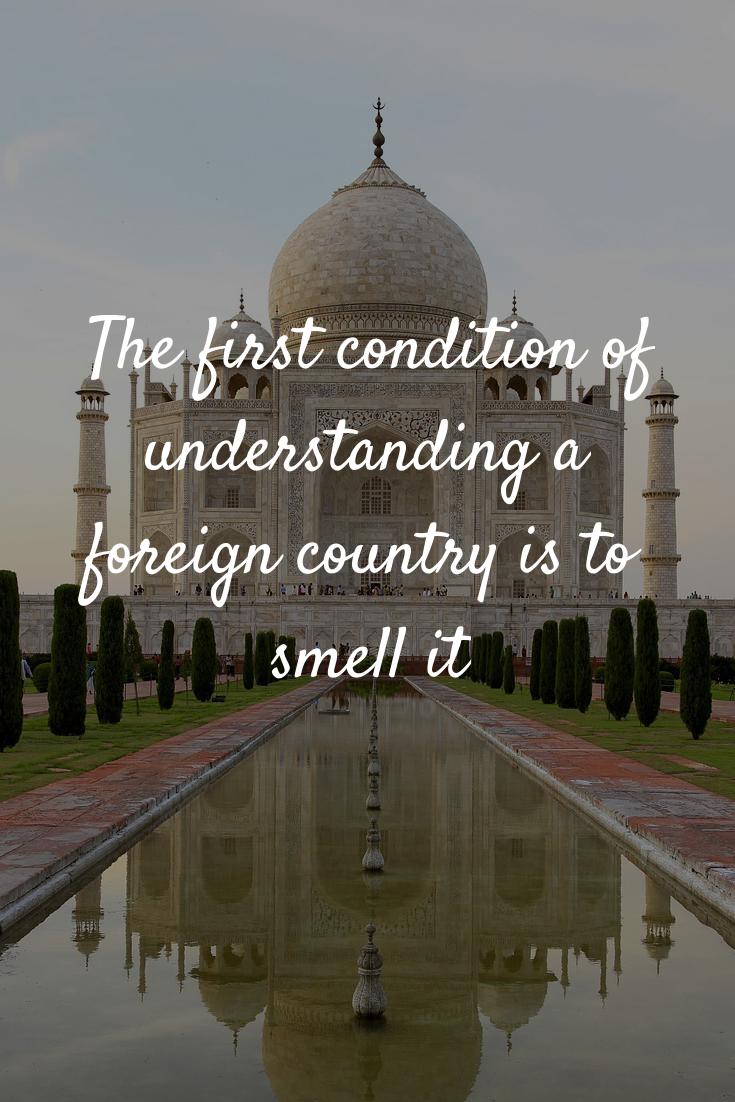 The first condition of
understanding a
foreign country is to
smell it